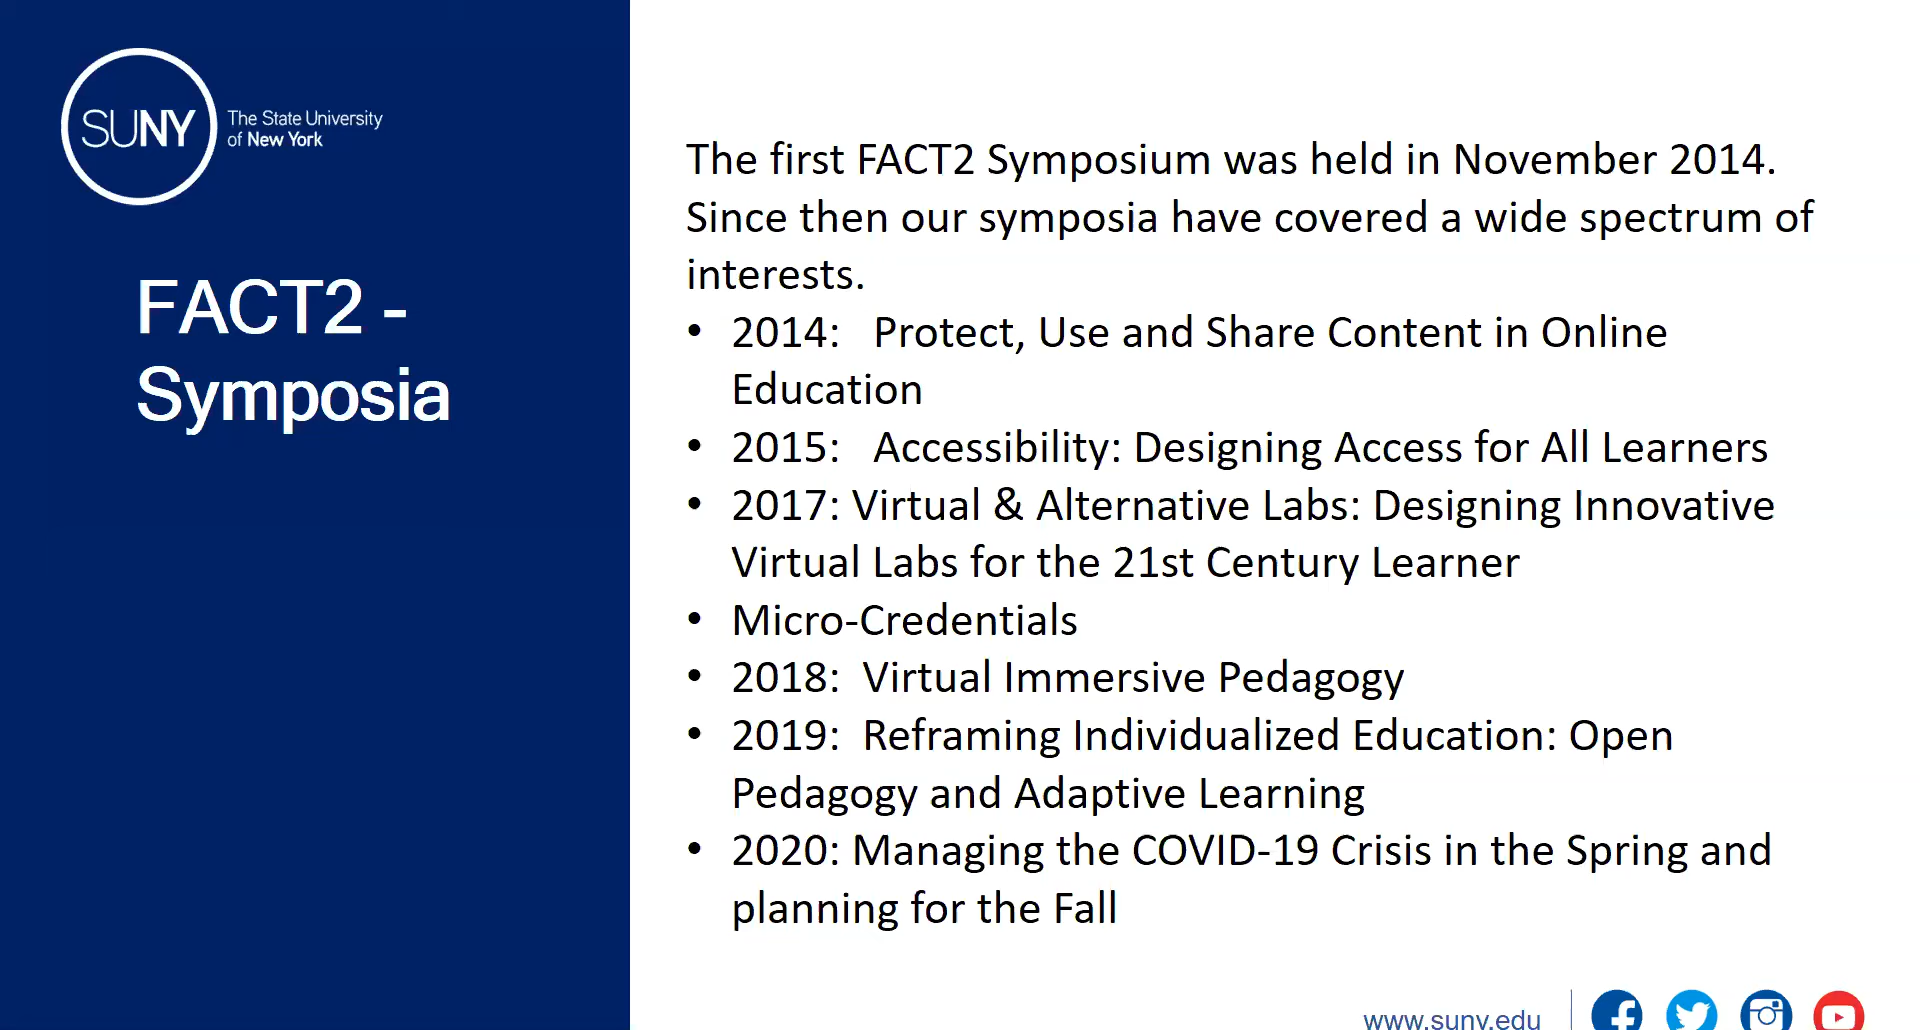 SUNY
The State University
of New York
FACT2 -
Symposia
The first FACT2 Symposium was held in November 2014.
Since then our symposia have covered a wide spectrum of
interests.
• 2014: Protect, Use and Share Content in Online
Education
• 2015: Accessibility: Designing Access for All Learners
• 2017: Virtual & Alternative Labs: Designing Innovative
Virtual Labs for the 21st Century Learner
• Micro-Credentials
• 2018: Virtual Immersive Pedagogy
• 2019: Reframing Individualized Education: Open
Pedagogy and Adaptive Learning
• 2020: Managing the COVID-19 Crisis in the Spring and
planning for the Fall
www.suny.edu